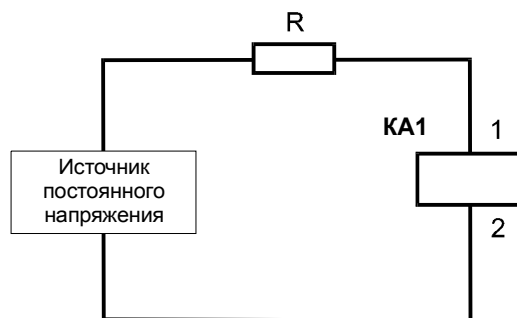 R
КА1
1
Источник
постоянного
напряжения
2